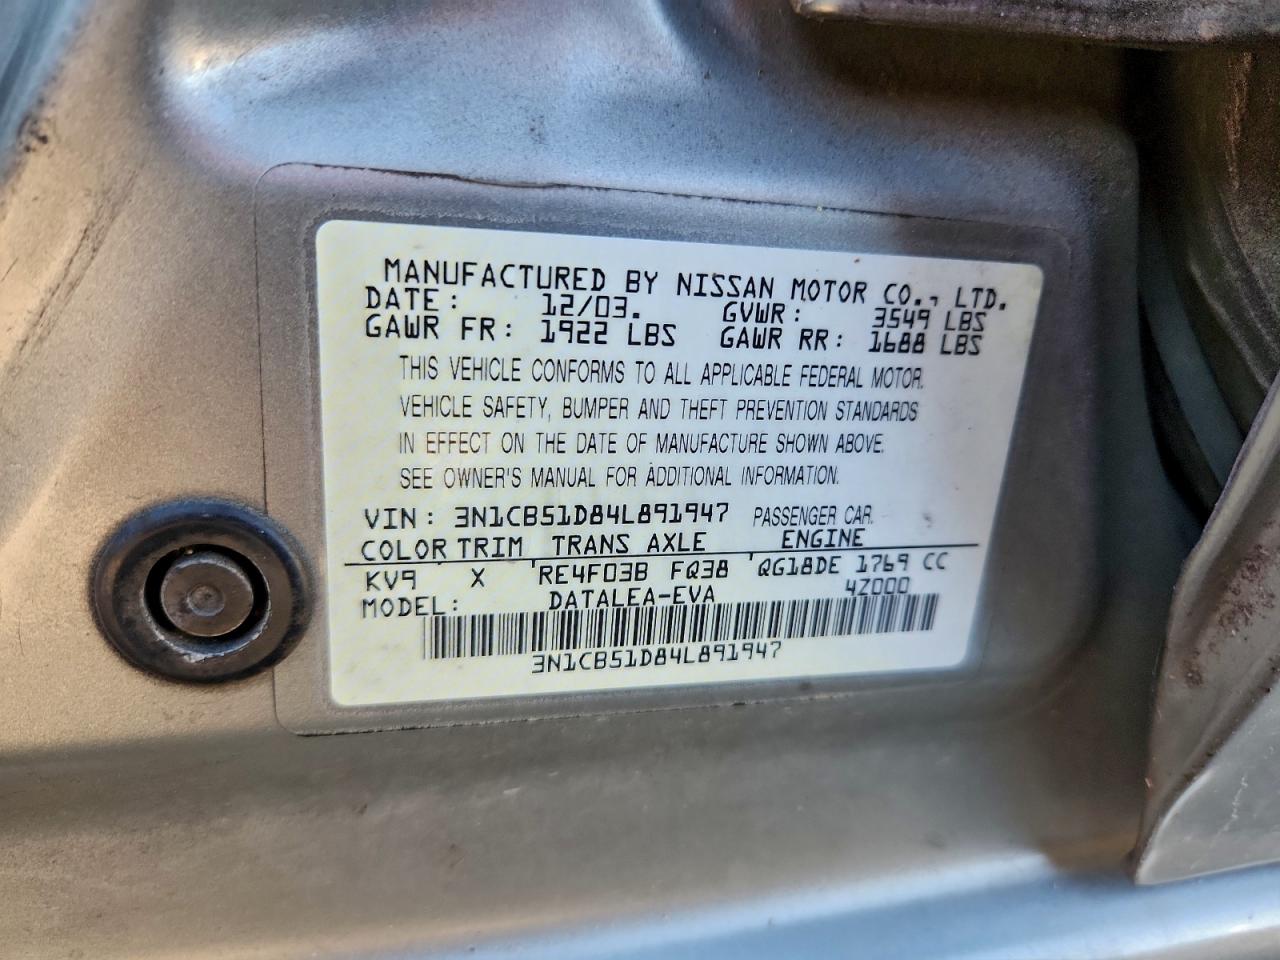 MANUFACTURED BY NISSAN MOTOR CO., LTD.
DATE: 12/03. GVWR: 3549 LBS
GAWR FR: 1922 LBS GAWR RR: 1688 LBS
THIS VEHICLE CONFORMS TO ALL APPLICABLE FEDERAL MOTOR.
VEHICLE SAFETY, BUMPER AND THEFT PREVENTION STANDARDS
IN EFFECT ON THE DATE OF MANUFACTURE SHOWN ABOVE.
SEE OWNER'S MANUAL FOR ADDITIONAL INFORMATION.
VIN: 3N1CB51D84L891947 PASSENGER CAR.
COLOR TRIM TRANS AXLE ENGINE
KV9 X RE4F03B FQ38 QG18DE 1769 CC
MODEL: DATALEA-EVA 4Z000
3N1CB51D84L891947